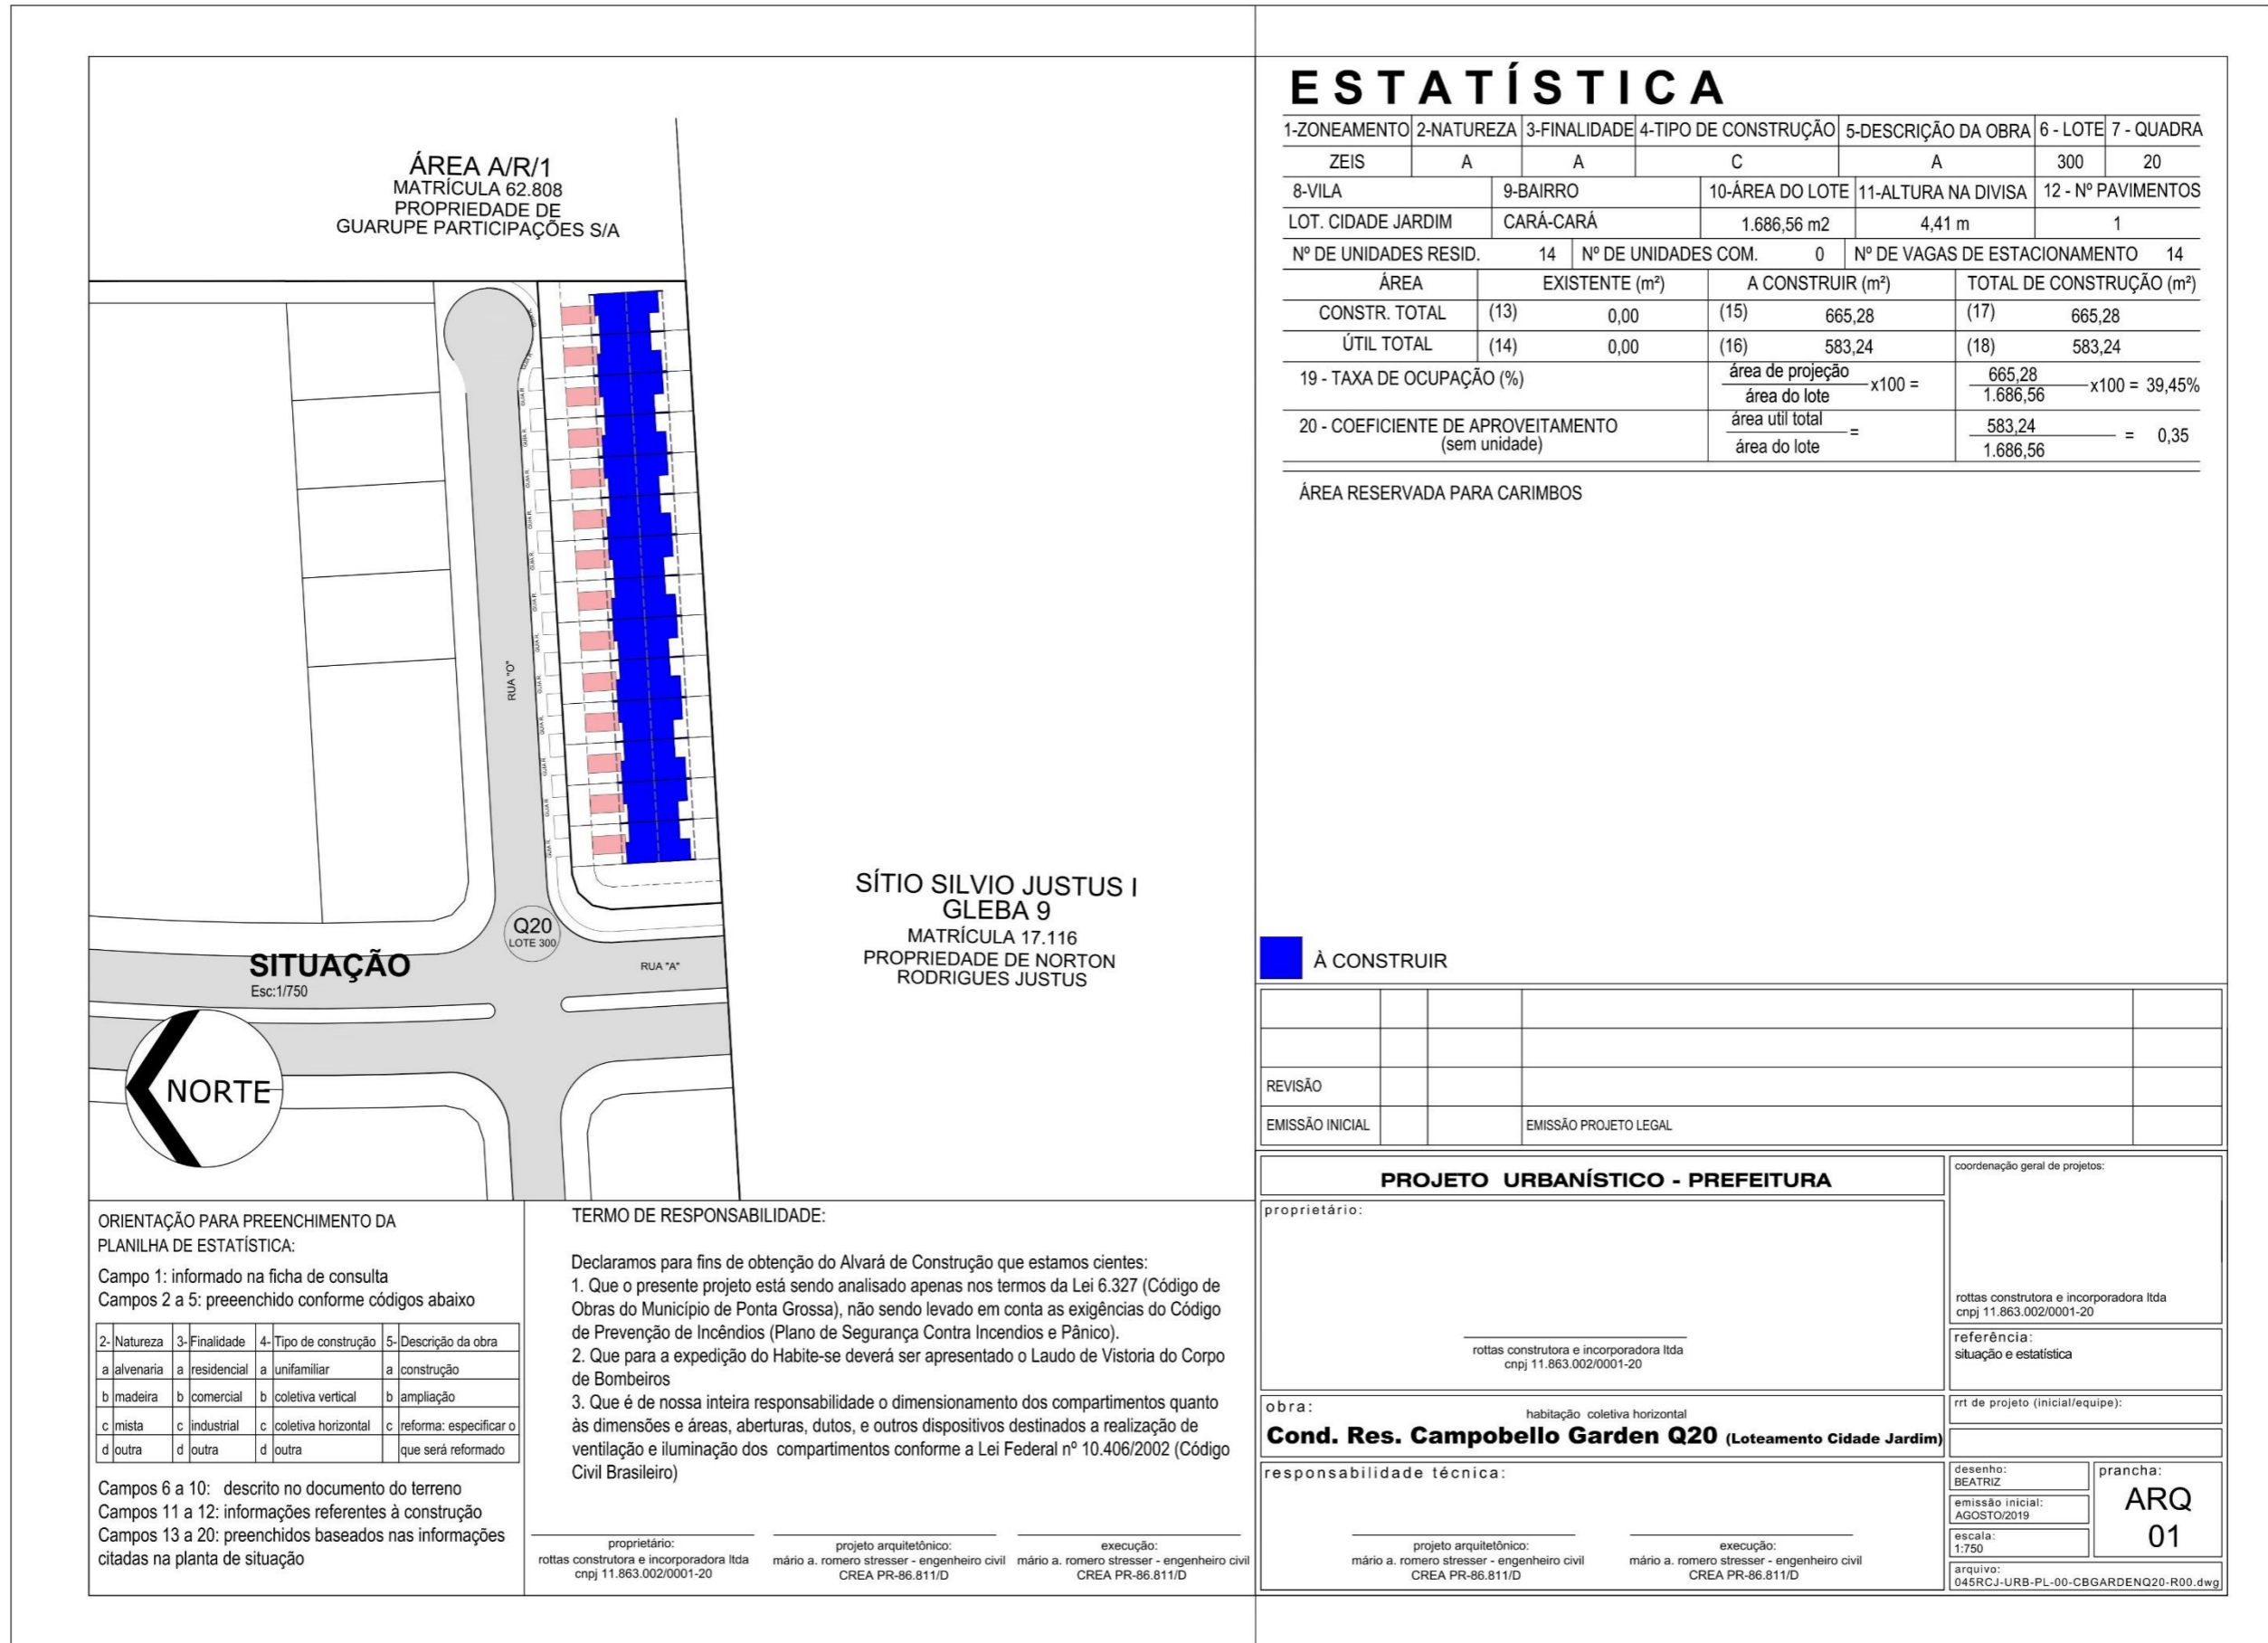 ÁREA A/R/1
MATRÍCULA 62.808
PROPRIEDADE DE
GUARUPE PARTICIPAÇÕES S/A
GUIA R.
GUIA R.
GUIA R.
GUIA R.
GUIA R.
GUIA R.
GUIA R.
GUIA R.
GUIA R.
GUIA R.
GUIA R.
GUIA R.
GUIA R.
GUIA R.
RUA "O"
SÍTIO SILVIO JUSTUS I
GLEBA 9
MATRÍCULA 17.116
PROPRIEDADE DE NORTON
RODRIGUES JUSTUS
Q20
LOTE 300
SITUAÇÃO
Esc:1/750
RUA "A"
NORTE
ORIENTAÇÃO PARA PREENCHIMENTO DA
PLANILHA DE ESTATÍSTICA:
Campo 1: informado na ficha de consulta
Campos 2 a 5: preeenchido conforme códigos abaixo
2- Natureza 3- Finalidade 4- Tipo de construção 5- Descrição da obra
a alvenaria a residencial a unifamiliar a construção
b madeira b comercial b coletiva vertical b ampliação
c mista c industrial c coletiva horizontal c reforma: especificar o
d outra d outra d outra que será reformado
Campos 6 a 10: descrito no documento do terreno
Campos 11 a 12: informações referentes à construção
Campos 13 a 20: preenchidos baseados nas informações
citadas na planta de situação
TERMO DE RESPONSABILIDADE:
Declaramos para fins de obtenção do Alvará de Construção que estamos cientes:
1. Que o presente projeto está sendo analisado apenas nos termos da Lei 6.327 (Código de
Obras do Município de Ponta Grossa), não sendo levado em conta as exigências do Código
de Prevenção de Incêndios (Plano de Segurança Contra Incendios e Pânico).
2. Que para a expedição do Habite-se deverá ser apresentado o Laudo de Vistoria do Corpo
de Bombeiros
3. Que é de nossa inteira responsabilidade o dimensionamento dos compartimentos quanto
às dimensões e áreas, aberturas, dutos, e outros dispositivos destinados a realização de
ventilação e iluminação dos compartimentos conforme a Lei Federal nº 10.406/2002 (Código
Civil Brasileiro)
proprietário: projeto arquitetônico: execução:
rottas construtora e incorporadora ltda mário a. romero stresser - engenheiro civil mário a. romero stresser - engenheiro civil
cnpj 11.863.002/0001-20 CREA PR-86.811/D CREA PR-86.811/D
ESTATÍSTICA
1-ZONEAMENTO 2-NATUREZA 3-FINALIDADE 4-TIPO DE CONSTRUÇÃO 5-DESCRIÇÃO DA OBRA 6 - LOTE 7 - QUADRA
ZEIS A A C A 300 20
8-VILA 9-BAIRRO 10-ÁREA DO LOTE 11-ALTURA NA DIVISA 12 - Nº PAVIMENTOS
LOT. CIDADE JARDIM CARÁ-CARÁ 1.686,56 m2 4,41 m 1
Nº DE UNIDADES RESID. 14 Nº DE UNIDADES COM. 0 Nº DE VAGAS DE ESTACIONAMENTO 14
ÁREA EXISTENTE (m²) A CONSTRUIR (m²) TOTAL DE CONSTRUÇÃO (m²)
CONSTR. TOTAL (13) 0,00 (15) 665,28 (17) 665,28
ÚTIL TOTAL (14) 0,00 (16) 583,24 (18) 583,24
19 - TAXA DE OCUPAÇÃO (%) área de projeção x100 = 665,28 x100 = 39,45%
área do lote 1.686,56
20 - COEFICIENTE DE APROVEITAMENTO área util total = 583,24 = 0,35
(sem unidade) área do lote 1.686,56
ÁREA RESERVADA PARA CARIMBOS
À CONSTRUIR
REVISÃO
EMISSÃO INICIAL EMISSÃO PROJETO LEGAL
PROJETO URBANÍSTICO - PREFEITURA
coordenação geral de projetos:
rottas construtora e incorporadora ltda
cnpj 11.863.002/0001-20
proprietário:
rottas construtora e incorporadora ltda
cnpj 11.863.002/0001-20
referência:
situação e estatística
obra:
habitação coletiva horizontal
Cond. Res. Campobello Garden Q20 (Loteamento Cidade Jardim)
rrt de projeto (inicial/equipe):
responsabilidade técnica:
projeto arquitetônico: execução:
mário a. romero stresser - engenheiro civil mário a. romero stresser - engenheiro civil
CREA PR-86.811/D CREA PR-86.811/D
desenho:
BEATRIZ
emissão inicial:
AGOSTO/2019
escala:
1:750
prancha:
ARQ
01
arquivo:
045RCJ-URB-PL-00-CBGARDENQ20-R00.dwg